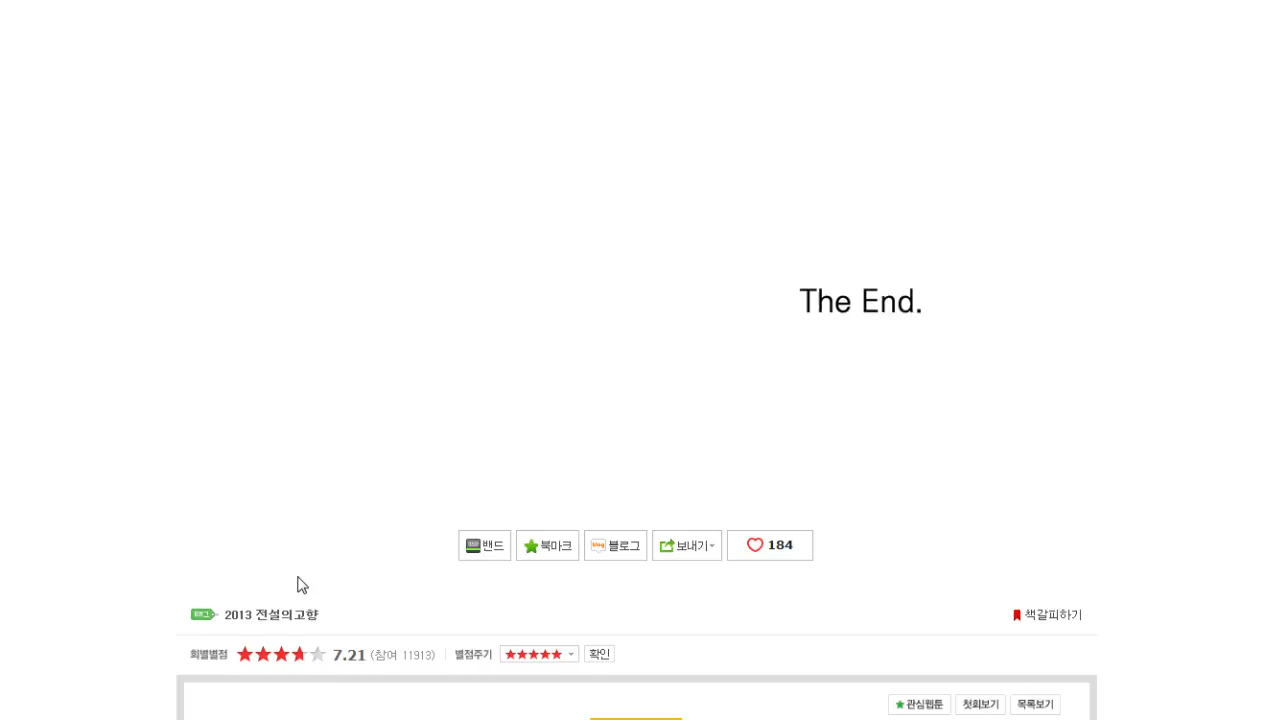 The End.
밴드 북마크 블로그 보내기 184
태그 2013 전설의고향 책갈피하기
회별별점 7.21 (참여 11913) 별점주기 확인
관심웹툰 첫회보기 목록보기